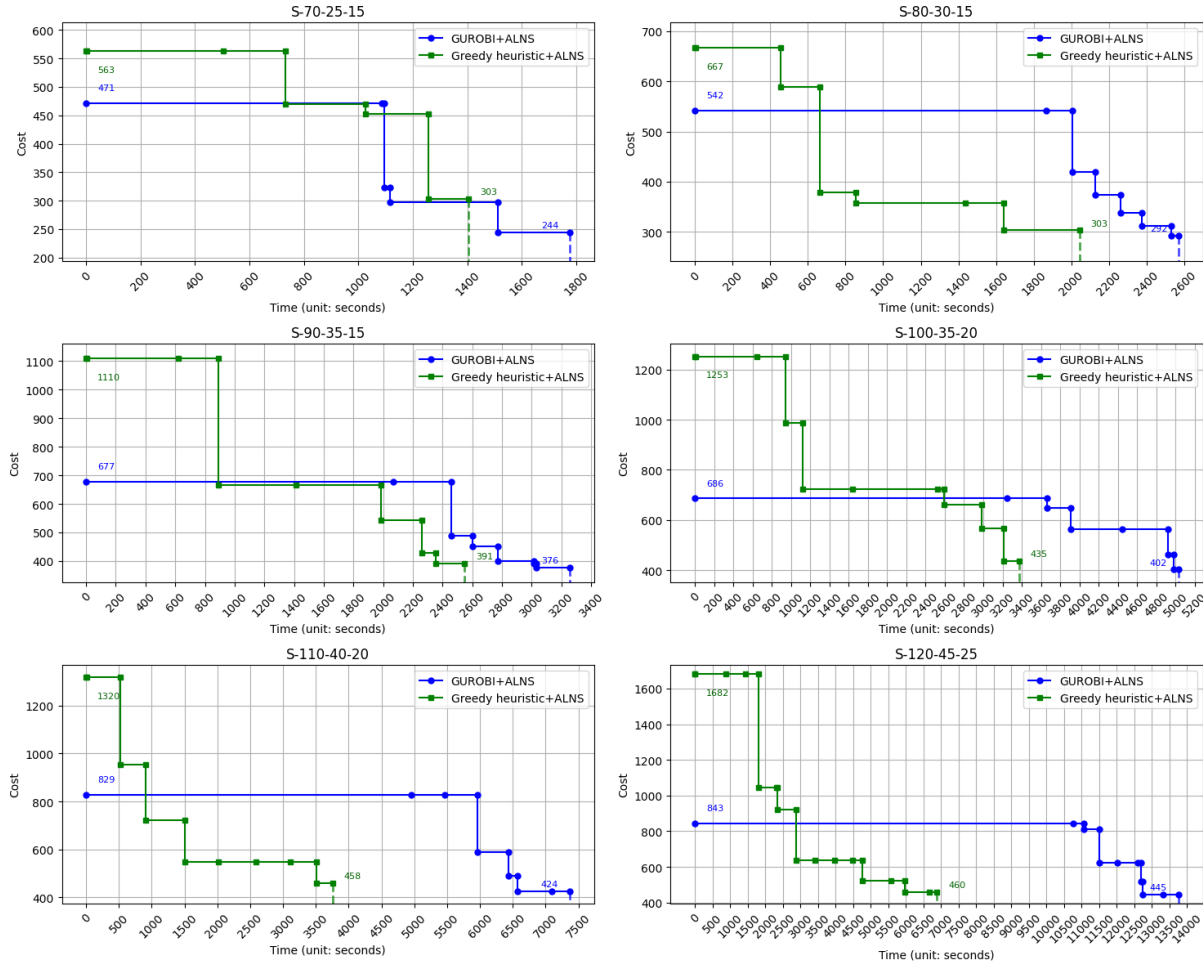 S-70-25-15
600
550
500
450
400
350
300
250
200
Cost
563
471
303
244
GUROBI+ALNS
Greedy heuristic+ALNS
0 200 400 600 800 1000 1200 1400 1600 1800
Time (unit: seconds)
S-80-30-15
700
600
500
400
300
Cost
667
542
303
292
GUROBI+ALNS
Greedy heuristic+ALNS
0 200 400 600 800 1000 1200 1400 1600 1800 2000 2200 2400 2600
Time (unit: seconds)
S-90-35-15
1100
1000
900
800
700
600
500
400
Cost
1110
677
391
376
GUROBI+ALNS
Greedy heuristic+ALNS
0 200 400 600 800 1000 1200 1400 1600 1800 2000 2200 2400 2600 2800 3000 3200 3400
Time (unit: seconds)
S-100-35-20
1200
1000
800
600
400
Cost
1253
686
435
402
GUROBI+ALNS
Greedy heuristic+ALNS
0 200 400 600 800 1000 1200 1400 1600 1800 2000 2200 2400 2600 2800 3000 3200 3400 3600 3800 4000 4200 4400 4600 4800 5000 5200
Time (unit: seconds)
S-110-40-20
1200
1000
800
600
400
Cost
1320
829
458
424
GUROBI+ALNS
Greedy heuristic+ALNS
0 500 1000 1500 2000 2500 3000 3500 4000 4500 5000 5500 6000 6500 7000 7500
Time (unit: seconds)
S-120-45-25
1600
1400
1200
1000
800
600
400
Cost
1682
843
460
445
GUROBI+ALNS
Greedy heuristic+ALNS
0 500 1000 1500 2000 2500 3000 3500 4000 4500 5000 5500 6000 6500 7000 7500 8000 8500 9000 9500 10000 10500 11000 11500 12000 12500 13000 13500 14000
Time (unit: seconds)